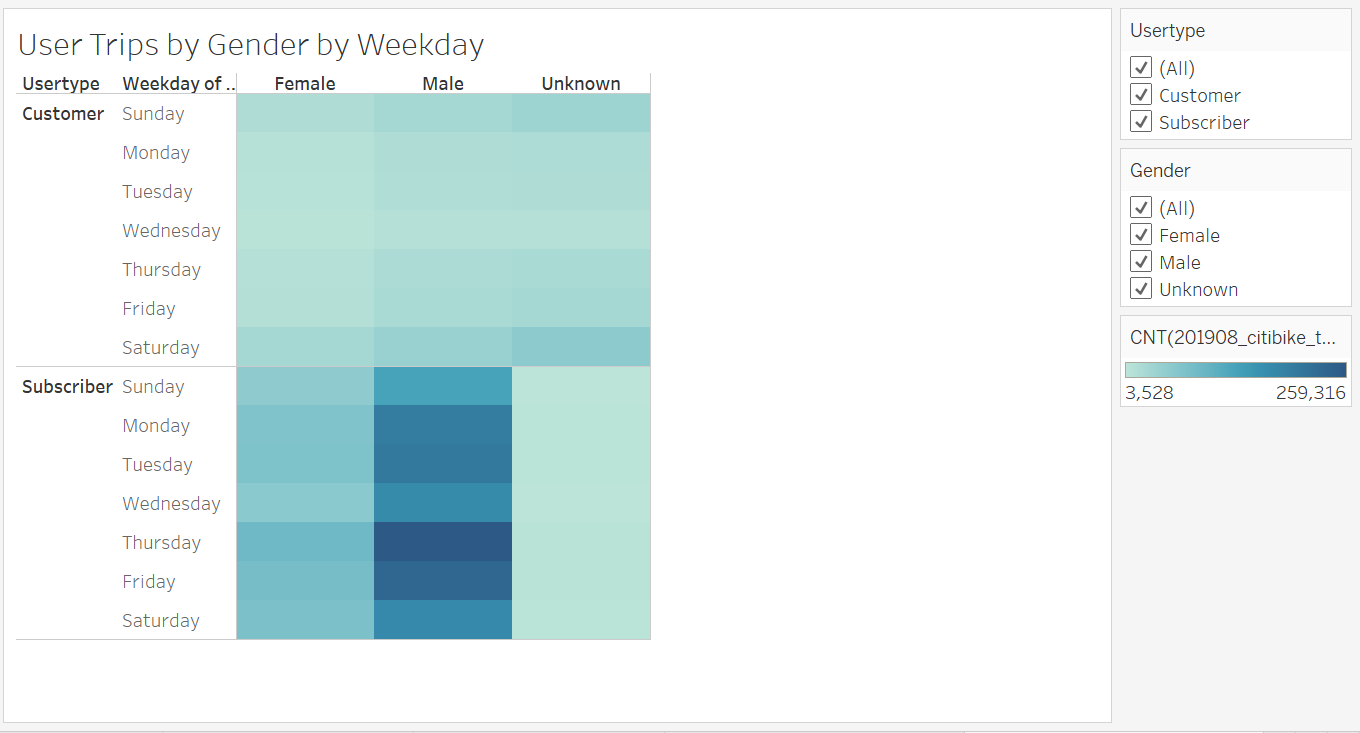 User Trips by Gender by Weekday
Usertype Weekday of .. Female Male Unknown
Customer Sunday
Monday
Tuesday
Wednesday
Thursday
Friday
Saturday
Subscriber Sunday
Monday
Tuesday
Wednesday
Thursday
Friday
Saturday
Usertype
(All)
Customer
Subscriber
Gender
(All)
Female
Male
Unknown
CNT(201908_citibike_t...
3,528 259,316